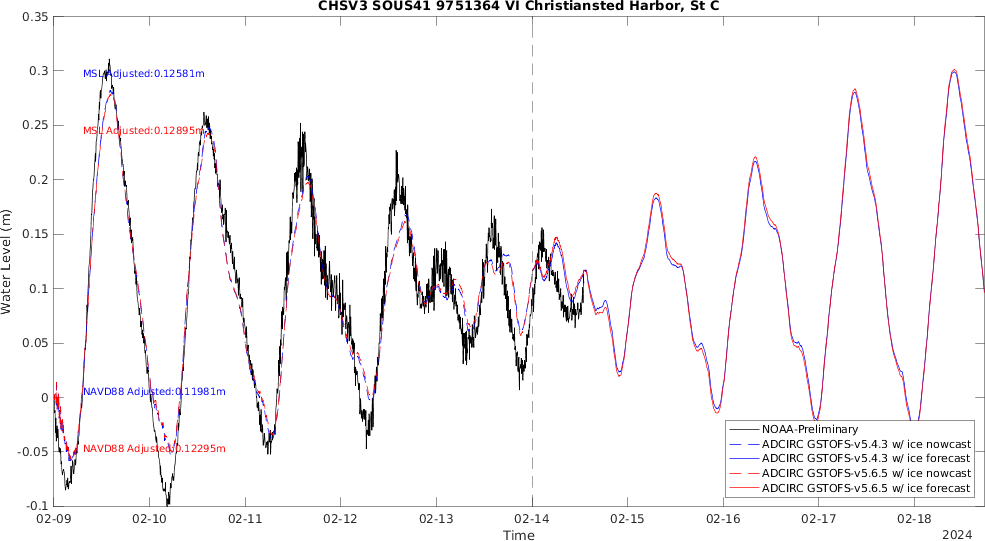 CHSV3 SOUS41 9751364 VI Christiansted Harbor, St C
0.35
0.3
0.25
0.2
0.15
0.1
0.05
0
-0.05
-0.1
Water Level (m)
MSL Adjusted:0.12581m
MSL Adjusted:0.12895m
NAVD88 Adjusted:0.11981m
NAVD88 Adjusted:0.12295m
NOAA-Preliminary
ADCIRC GSTOFS-v5.4.3 w/ ice nowcast
ADCIRC GSTOFS-v5.4.3 w/ ice forecast
ADCIRC GSTOFS-v5.6.5 w/ ice nowcast
ADCIRC GSTOFS-v5.6.5 w/ ice forecast
02-09 02-10 02-11 02-12 02-13 02-14 02-15 02-16 02-17 02-18
Time
2024